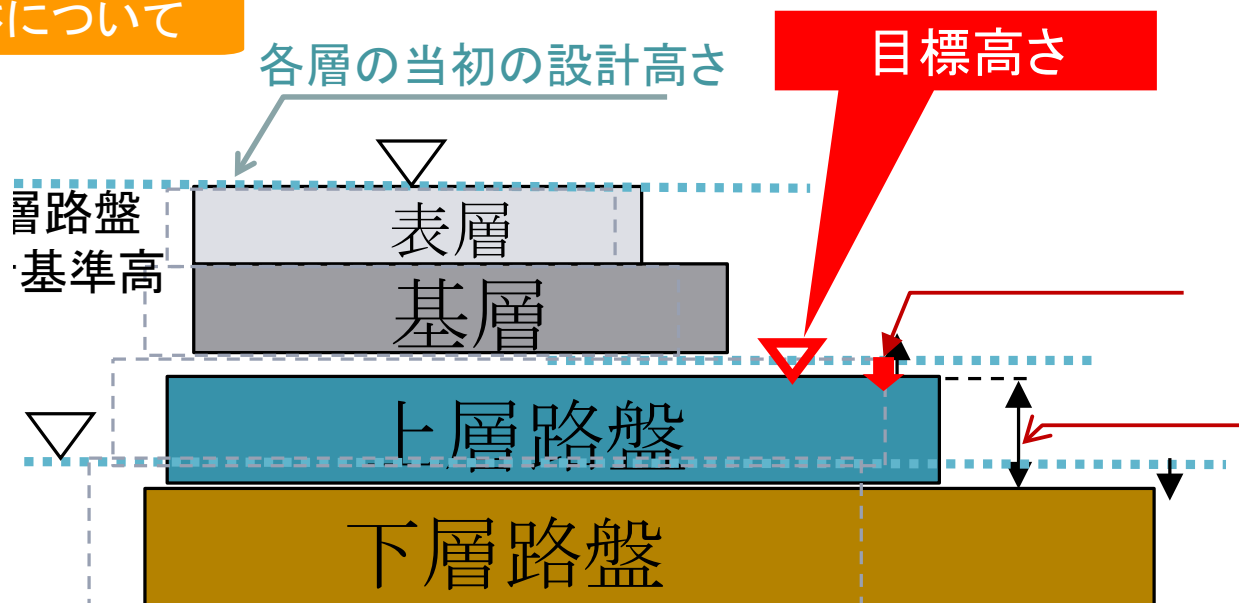 について
各層の当初の設計高さ
目標高さ
層路盤
基準高
表層
基層
上層路盤
下層路盤